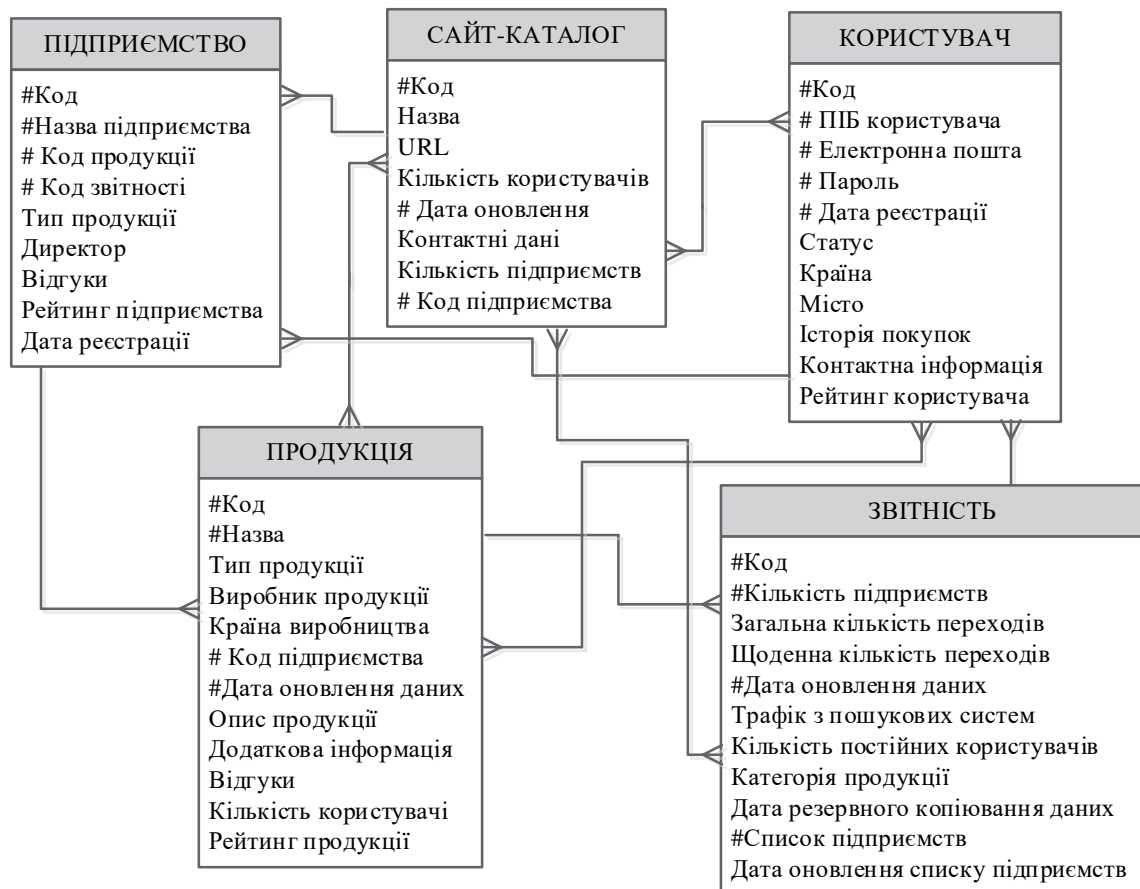 ПІДПРИЄМСТВО
#Код
#Назва підприємства
# Код продукції
# Код звітності
Тип продукції
Директор
Відгуки
Рейтинг підприємства
Дата реєстрації
САЙТ-КАТАЛОГ
#Код
Назва
URL
Кількість користувачів
# Дата оновлення
Контактні дані
Кількість підприємств
# Код підприємства
КОРИСТУВАЧ
#Код
# ПІБ користувача
# Електронна пошта
# Пароль
# Дата реєстрації
Статус
Країна
Місто
Історія покупок
Контактна інформація
Рейтинг користувача
ПРОДУКЦІЯ
#Код
#Назва
Тип продукції
Виробник продукції
Країна виробництва
# Код підприємства
#Дата оновлення даних
Опис продукції
Додаткова інформація
Відгуки
Кількість користувачі
Рейтинг продукції
ЗВІТНІСТЬ
#Код
#Кількість підприємств
Загальна кількість переходів
Щоденна кількість переходів
#Дата оновлення даних
Трафік з пошукових систем
Кількість постійних користувачів
Категорія продукції
Дата резервного копіювання даних
#Список підприємств
Дата оновлення списку підприємств